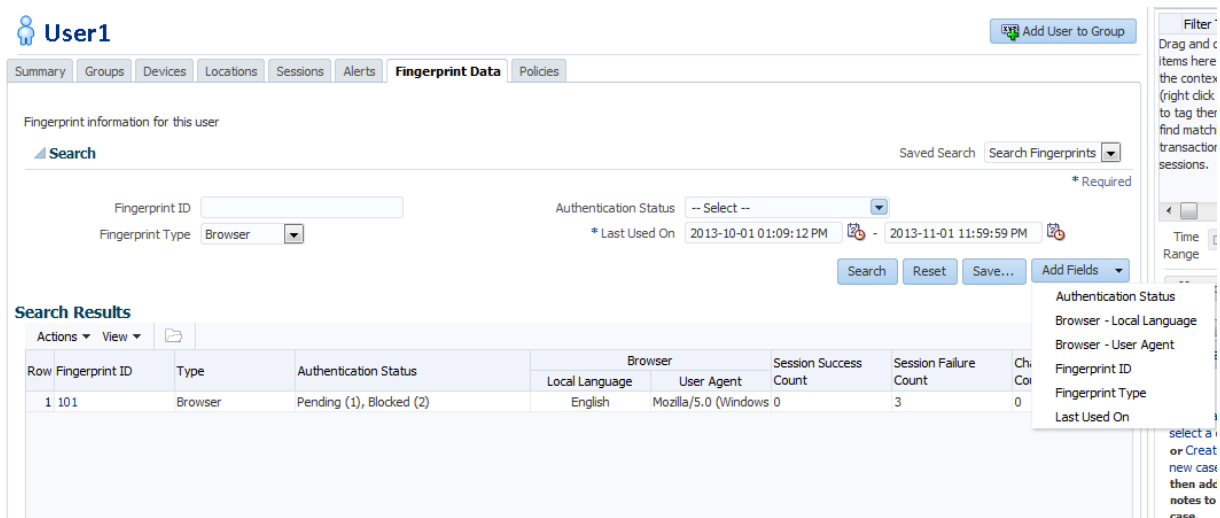 User1
Add User to Group
Summary Groups Devices Locations Sessions Alerts Fingerprint Data Policies
Fingerprint information for this user
Search
Saved Search Search Fingerprints
* Required
Fingerprint ID
Authentication Status -- Select --
Fingerprint Type Browser
* Last Used On 2013-10-01 01:09:12 PM - 2013-11-01 11:59:59 PM
Search Reset Save... Add Fields
Authentication Status
Browser - Local Language
Browser - User Agent
Fingerprint ID
Fingerprint Type
Last Used On
Search Results
Actions View
Row Fingerprint ID Type Authentication Status Browser Session Success Count Session Failure Count
Local Language User Agent
1 101 Browser Pending (1), Blocked (2) English Mozilla/5.0 (Windows 0 3 0
Filter
Drag and
items here
the contex
(right click
to tag the
find match
transaction
sessions.
Time
Range
select a
or Creat
new case
then add
notes to
case.